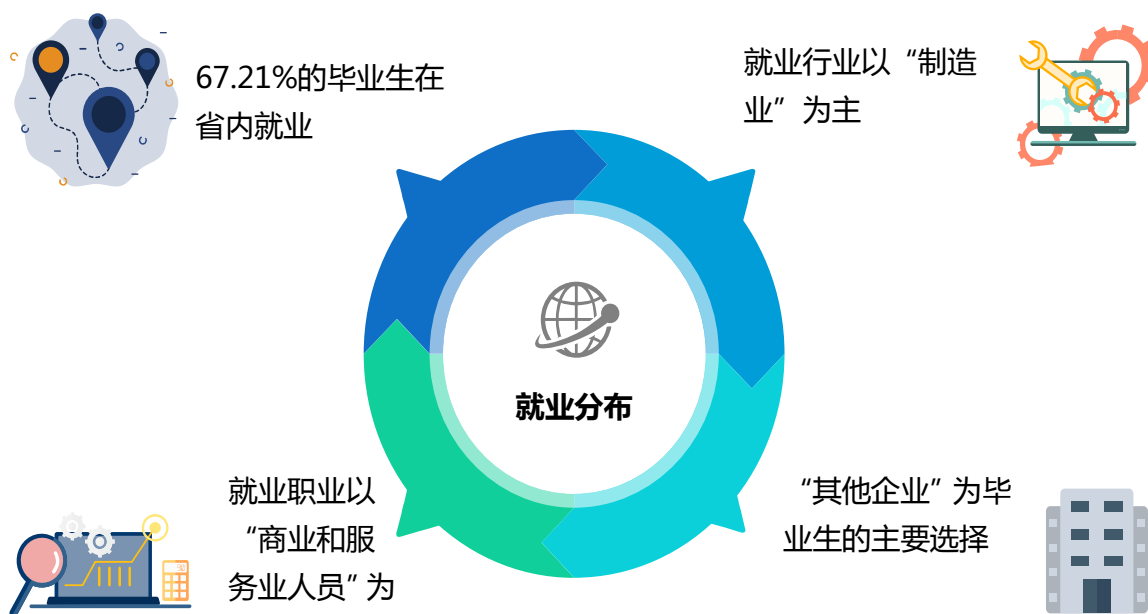 67.21%的毕业生在
省内就业
就业行业以“制造
业”为主
就业分布
就业职业以
“商业和服
务业人员”为
“其他企业”为毕
业生的主要选择